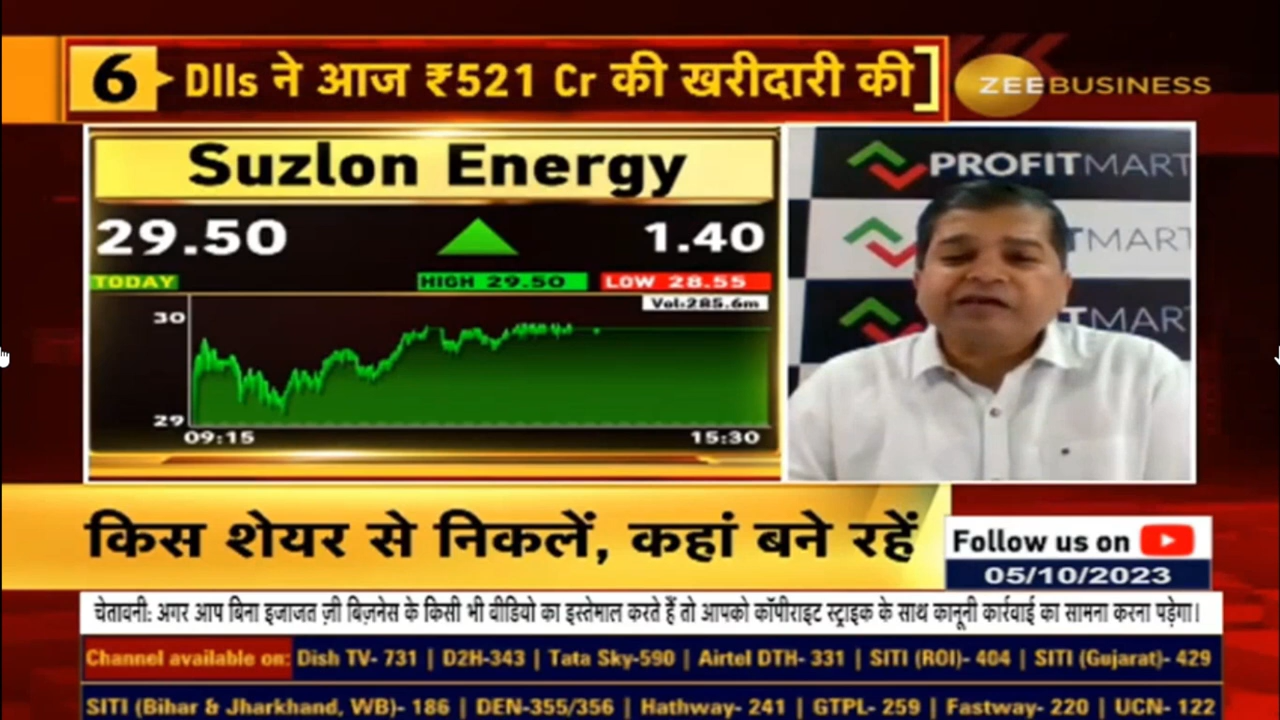 6 DIIs ने आज ₹521 Cr की खरीदारी की
ZEEBUSINESS
Suzlon Energy
29.50 1.40
TODAY HIGH 29.50 LOW 28.55
Vol:285.6m
30
29
09:15 15:30
PROFITMART
TMART
TMART
किस शेयर से निकलें, कहां बने रहें
Follow us on
05/10/2023
चेतावनी: अगर आप बिना इजाजत ज़ी बिज़नेस के किसी भी वीडियो का इस्तेमाल करते हैं तो आपको कॉपीराइट स्ट्राइक के साथ कानूनी कार्रवाई का सामना करना पड़ेगा।
Channel available on: Dish TV- 731 | D2H-343 | Tata Sky-590 | Airtel DTH- 331 | SITI (ROI)- 404 | SITI (Gujarat)- 429
SITI (Bihar & Jharkhand, WB)- 186 | DEN-355/356 | Hathway- 241 | GTPL- 259 | Fastway- 220 | UCN- 122